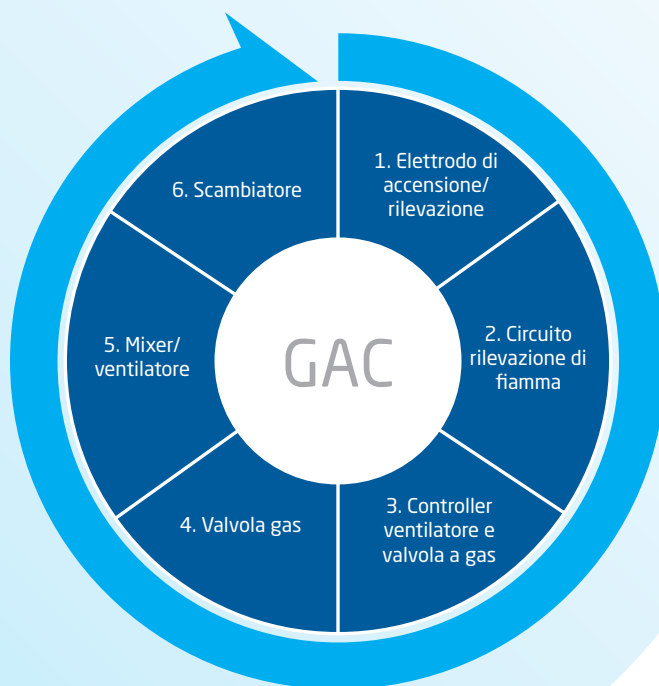 1. Elettrodo di
accensione/
rilevazione
2. Circuito
rilevazione di
fiamma
3. Controller
ventilatore e
valvola a gas
4. Valvola gas
5. Mixer/
ventilatore
6. Scambiatore
GAC